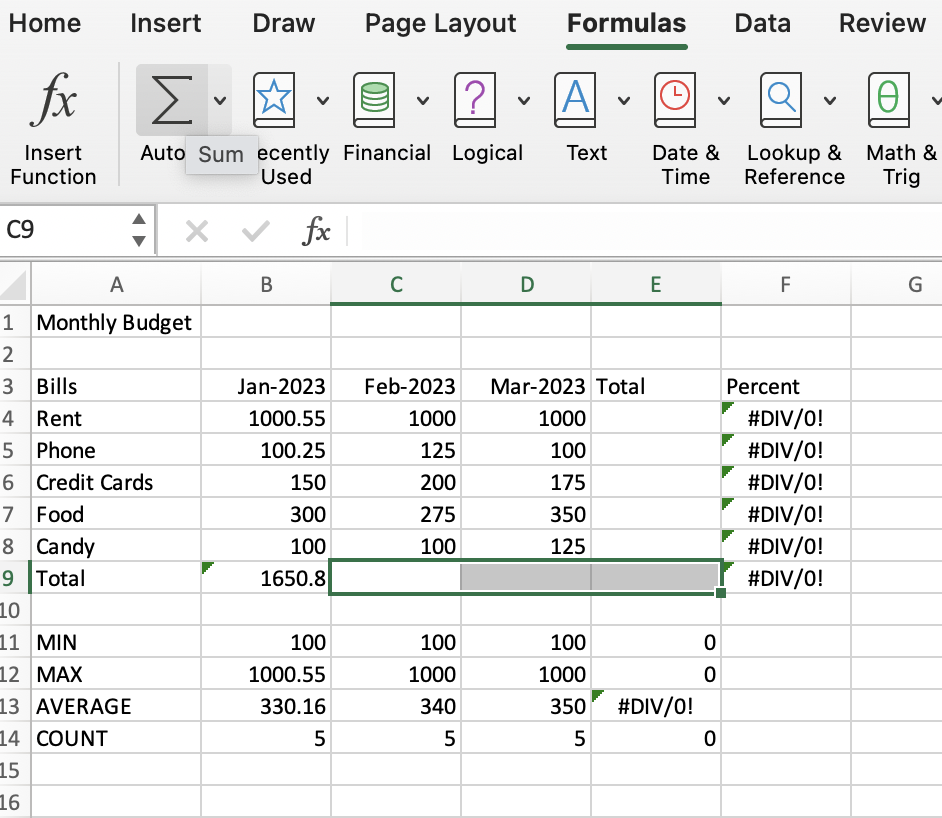 Home Insert Draw Page Layout Formulas Data Review
fx ? A θ
Insert Function
Auto
Sum
ecently Used
Financial
Logical
Text
Date & Time
Lookup & Reference
Math & Trig
C9 fx
A B C D E F G
1 Monthly Budget
2
3 Bills Jan-2023 Feb-2023 Mar-2023 Total Percent
4 Rent 1000.55 1000 1000 #DIV/0!
5 Phone 100.25 125 100 #DIV/0!
6 Credit Cards 150 200 175 #DIV/0!
7 Food 300 275 350 #DIV/0!
8 Candy 100 100 125 #DIV/0!
9 Total 1650.8 #DIV/0!
10
11 MIN 100 100 100 0
12 MAX 1000.55 1000 1000 0
13 AVERAGE 330.16 340 350 #DIV/0!
14 COUNT 5 5 5 0
15
16